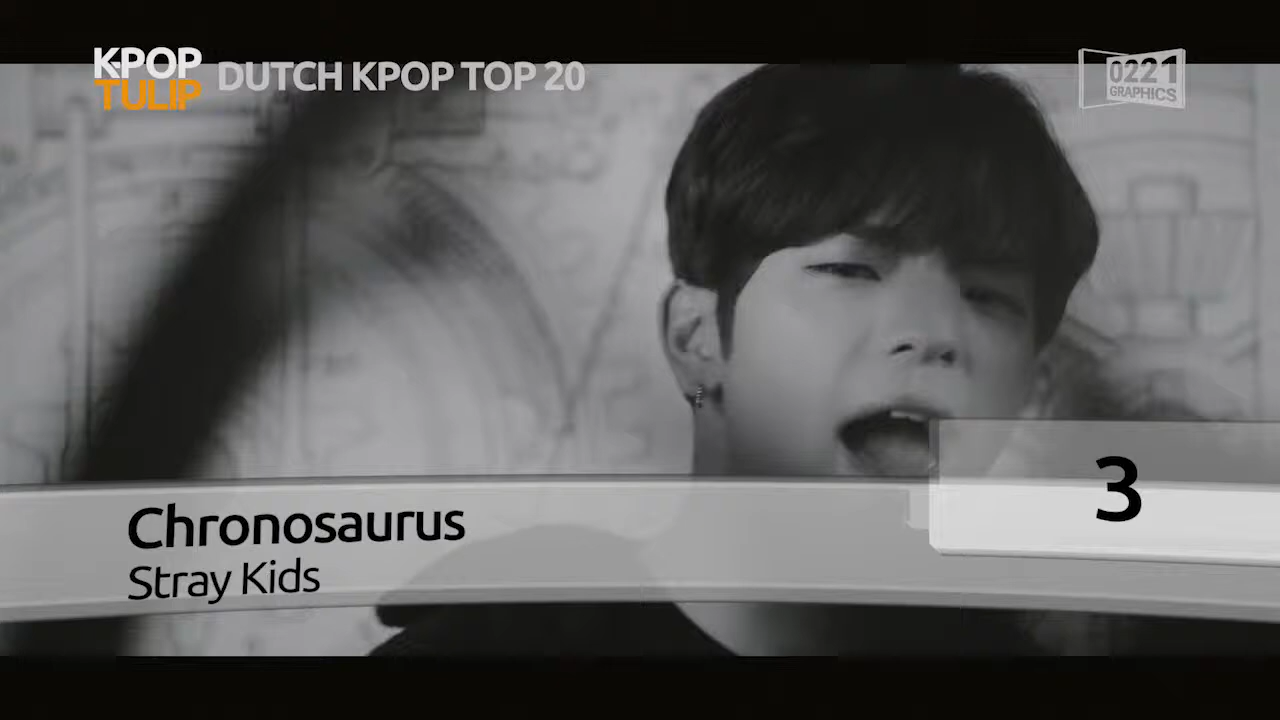 K-POP
TULIP
DUTCH KPOP TOP 20
0221
GRAPHICS
3
Chronosaurus
Stray Kids